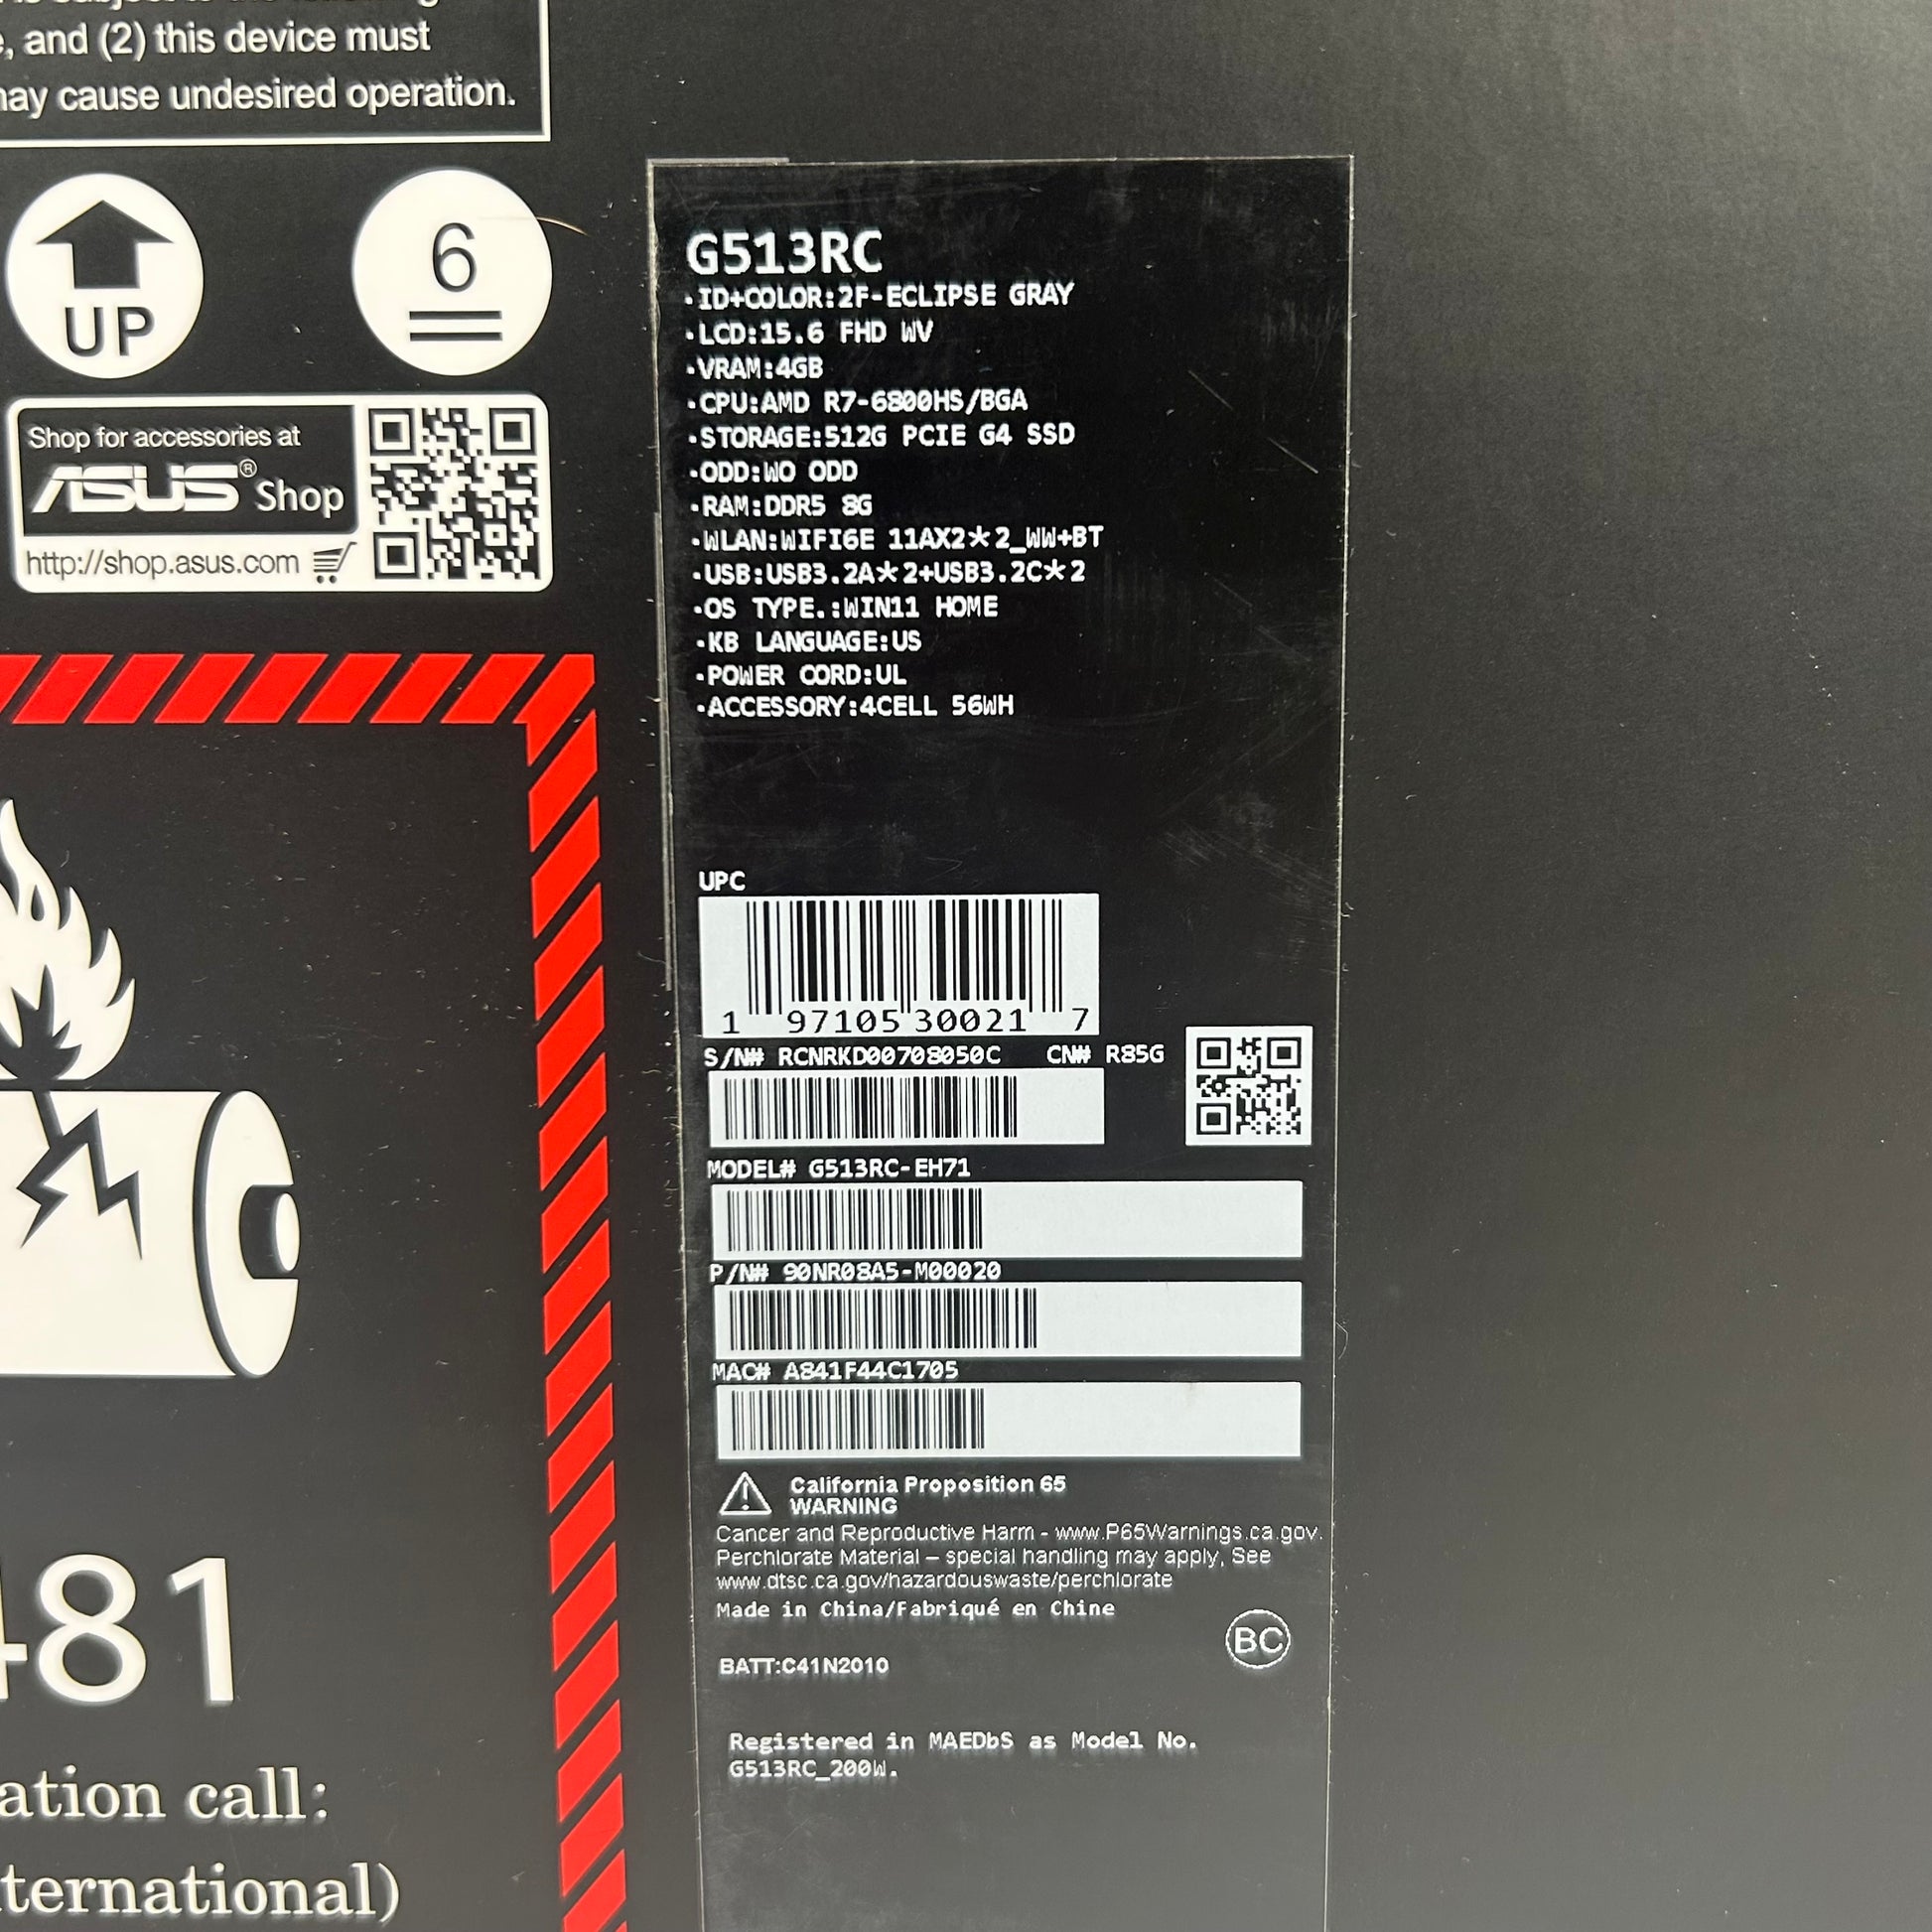 , and (2) this device must
may cause undesired operation.
UP
6
Shop for accessories at
ASUS® Shop
http://shop.asus.com
481
ation call:
ternational)
G513RC
·ID+COLOR:2F-ECLIPSE GRAY
·LCD:15.6 FHD WV
·VRAM:4GB
·CPU:AMD R7-6800HS/BGA
·STORAGE:512G PCIE G4 SSD
·ODD:WO ODD
·RAM:DDR5 8G
·WLAN:WIFI6E 11AX2*2_WW+BT
·USB:USB3.2A*2+USB3.2C*2
·OS TYPE.:WIN11 HOME
·KB LANGUAGE:US
·POWER CORD:UL
·ACCESSORY:4CELL 56WH
UPC
1 97105 30021 7
S/N# RCNRKD00708050C CN# R85G
MODEL# G513RC-EH71
P/N# 90NR08A5-M00020
MAC# A841F44C1705
California Proposition 65
WARNING
Cancer and Reproductive Harm - www.P65Warnings.ca.gov.
Perchlorate Material – special handling may apply, See
www.dtsc.ca.gov/hazardouswaste/perchlorate
Made in China/Fabriqué en Chine
BC
BATT:C41N2010
Registered in MAEDbS as Model No.
G513RC_200W.